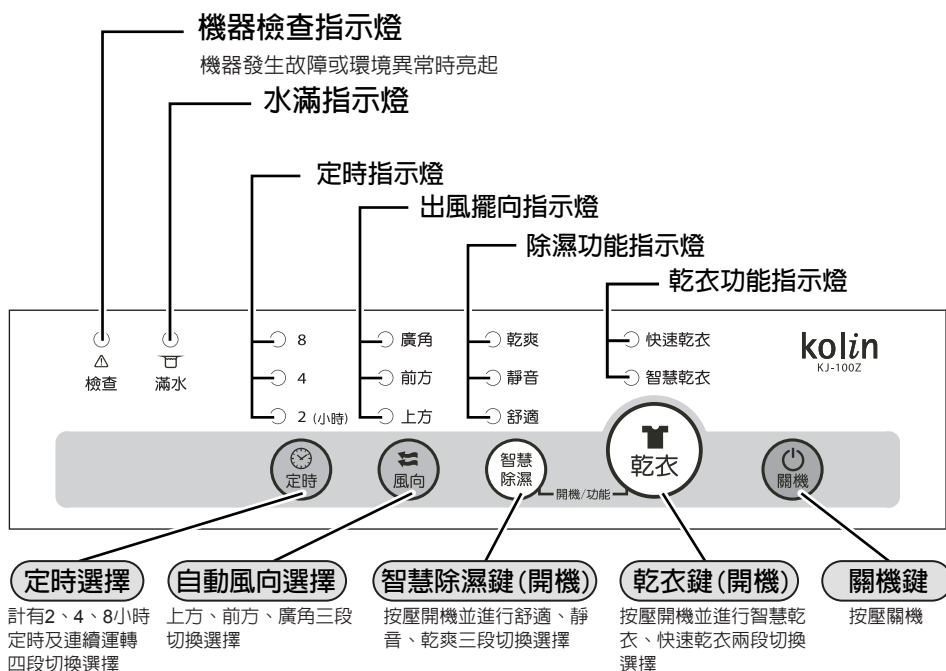 機器檢查指示燈
機器發生故障或環境異常時亮起
水滿指示燈
定時指示燈
出風擺向指示燈
除濕功能指示燈
乾衣功能指示燈
8 廣角 乾爽 快速乾衣
kolin
KJ-100Z
4 前方 靜音 智慧乾衣
檢查 滿水
2 (小時) 上方 舒適
定時
風向
智慧
除濕
開機/功能
乾衣
關機
定時選擇
計有2、4、8小時
定時及連續運轉
四段切換選擇
自動風向選擇
上方、前方、廣角三段
切換選擇
智慧除濕鍵(開機)
按壓開機並進行舒適、靜
音、乾爽三段切換選擇
乾衣鍵(開機)
按壓開機並進行智慧乾
衣、快速乾衣兩段切換
選擇
關機鍵
按壓關機